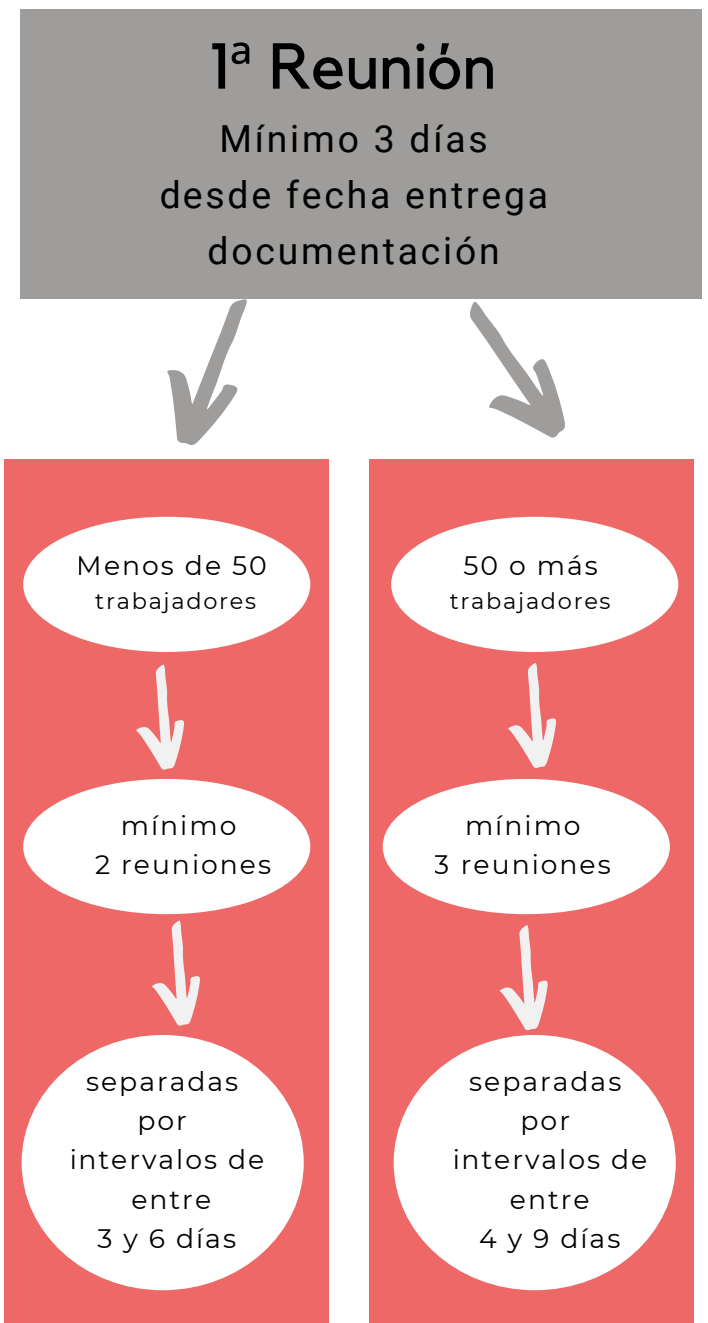 1ª Reunión
Mínimo 3 días
desde fecha entrega
documentación
Menos de 50
trabajadores
mínimo
2 reuniones
separadas
por
intervalos de
entre
3 y 6 días
50 o más
trabajadores
mínimo
3 reuniones
separadas
por
intervalos de
entre
4 y 9 días